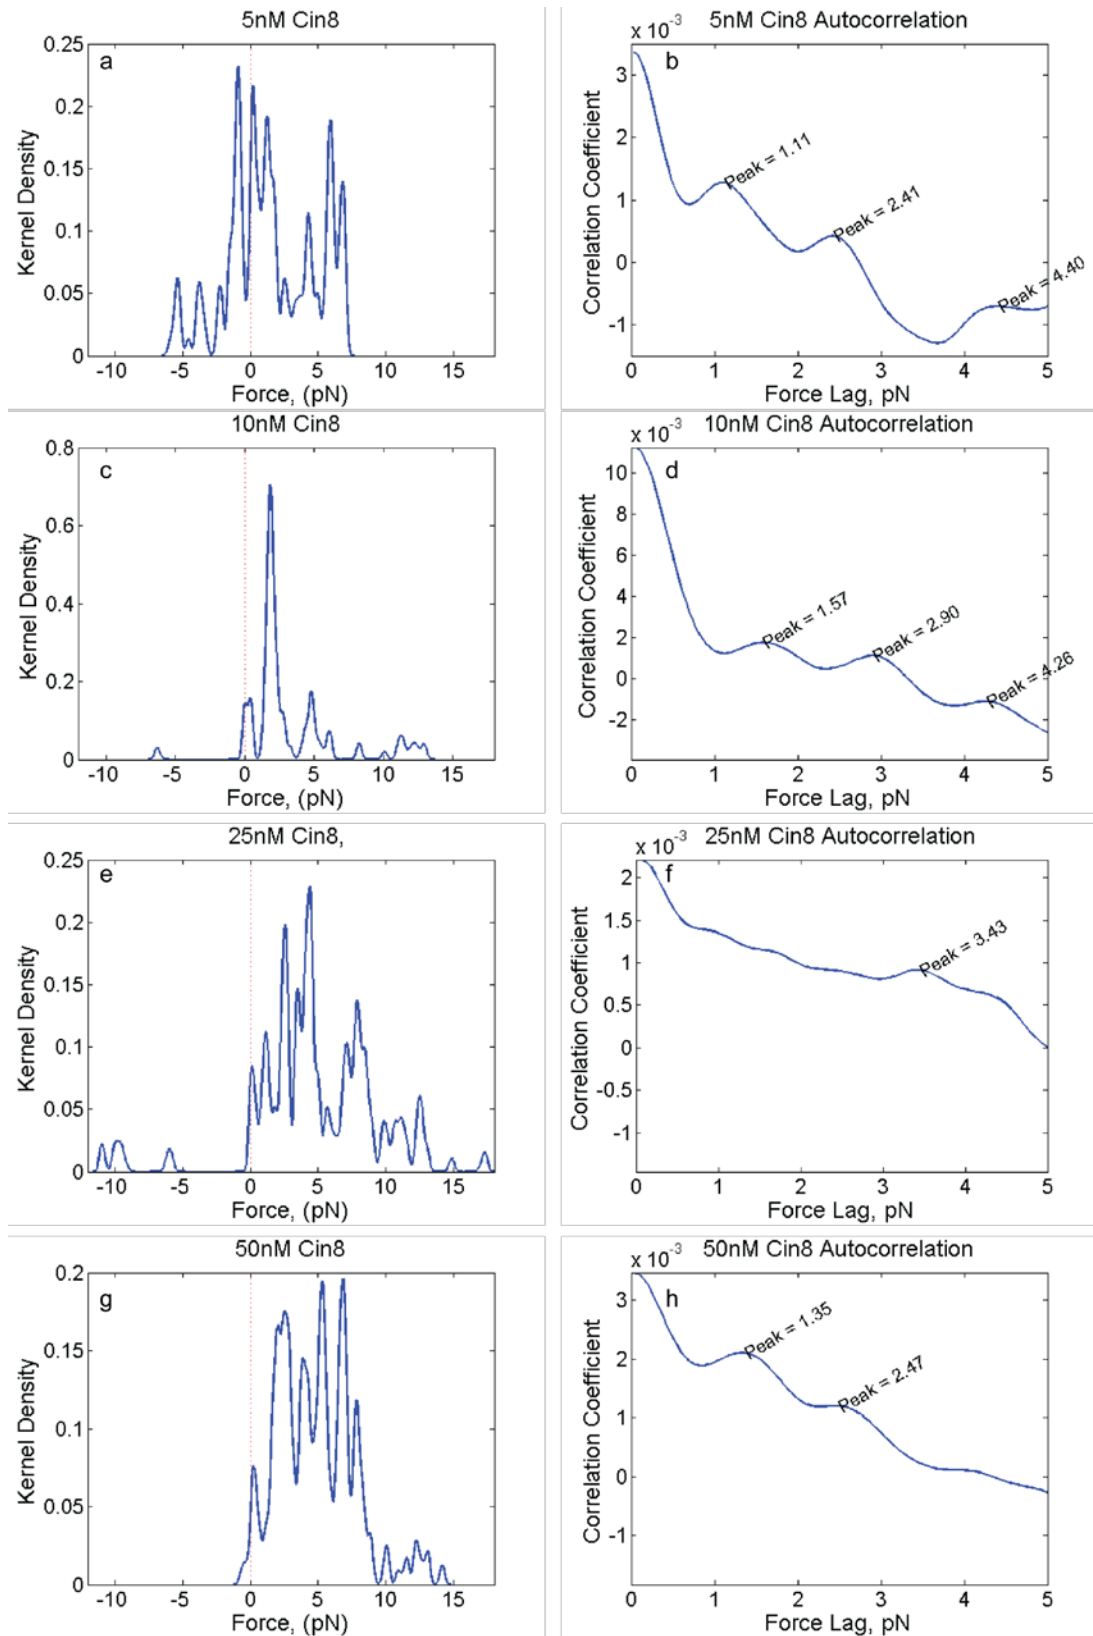 5nM Cin8
a
0.25
0.2
0.15
0.1
0.05
0
-10 -5 0 5 10 15
Kernel Density
Force, (pN)
5nM Cin8 Autocorrelation
x 10⁻³
b
3
2
1
0
-1
0 1 2 3 4 5
Correlation Coefficient
Force Lag, pN
Peak = 1.11
Peak = 2.41
Peak = 4.40
10nM Cin8
c
0.8
0.6
0.4
0.2
0
-10 -5 0 5 10 15
Kernel Density
Force, (pN)
10nM Cin8 Autocorrelation
x 10⁻³
d
10
8
6
4
2
0
-2
0 1 2 3 4 5
Correlation Coefficient
Force Lag, pN
Peak = 1.57
Peak = 2.90
Peak = 4.26
25nM Cin8,
e
0.25
0.2
0.15
0.1
0.05
0
-10 -5 0 5 10 15
Kernel Density
Force, (pN)
25nM Cin8 Autocorrelation
x 10⁻³
f
2
1.5
1
0.5
0
-0.5
-1
0 1 2 3 4 5
Correlation Coefficient
Force Lag, pN
Peak = 3.43
50nM Cin8
g
0.2
0.15
0.1
0.05
0
-10 -5 0 5 10 15
Kernel Density
Force, (pN)
50nM Cin8 Autocorrelation
x 10⁻³
h
3
2
1
0
-1
0 1 2 3 4 5
Correlation Coefficient
Force Lag, pN
Peak = 1.35
Peak = 2.47